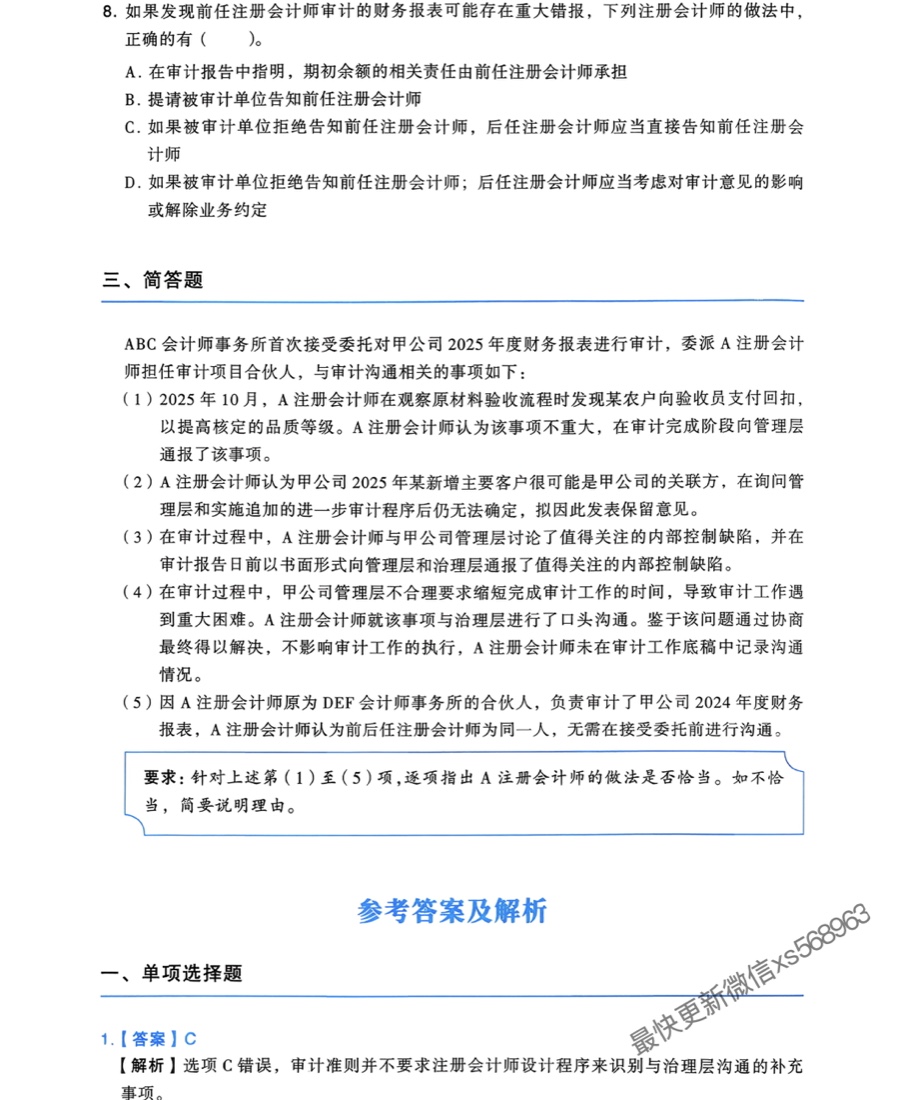 8. 如果发现前任注册会计师审计的财务报表可能存在重大错报，下列注册会计师的做法中，
正确的有（　　）。
A. 在审计报告中指明，期初余额的相关责任由前任注册会计师承担
B. 提请被审计单位告知前任注册会计师
C. 如果被审计单位拒绝告知前任注册会计师，后任注册会计师应当直接告知前任注册会
计师
D. 如果被审计单位拒绝告知前任注册会计师；后任注册会计师应当考虑对审计意见的影响
或解除业务约定
三、简答题
ABC 会计师事务所首次接受委托对甲公司 2025 年度财务报表进行审计，委派 A 注册会计
师担任审计项目合伙人，与审计沟通相关的事项如下：
（1）2025 年 10 月，A 注册会计师在观察原材料验收流程时发现某农户向验收员支付回扣，
以提高核定的品质等级。A 注册会计师认为该事项不重大，在审计完成阶段向管理层
通报了该事项。
（2）A 注册会计师认为甲公司 2025 年某新增主要客户很可能是甲公司的关联方，在询问管
理层和实施追加的进一步审计程序后仍无法确定，拟因此发表保留意见。
（3）在审计过程中，A 注册会计师与甲公司管理层讨论了值得关注的内部控制缺陷，并在
审计报告日前以书面形式向管理层和治理层通报了值得关注的内部控制缺陷。
（4）在审计过程中，甲公司管理层不合理要求缩短完成审计工作的时间，导致审计工作遇
到重大困难。A 注册会计师就该事项与治理层进行了口头沟通。鉴于该问题通过协商
最终得以解决，不影响审计工作的执行，A 注册会计师未在审计工作底稿中记录沟通
情况。
（5）因 A 注册会计师原为 DEF 会计师事务所的合伙人，负责审计了甲公司 2024 年度财务
报表，A 注册会计师认为前后任注册会计师为同一人，无需在接受委托前进行沟通。
要求：针对上述第（1）至（5）项，逐项指出 A 注册会计师的做法是否恰当。如不恰
当，简要说明理由。
参考答案及解析
一、单项选择题
最快更新微信xs568963
1.【答案】C
【解析】选项 C 错误，审计准则并不要求注册会计师设计程序来识别与治理层沟通的补充
事项。